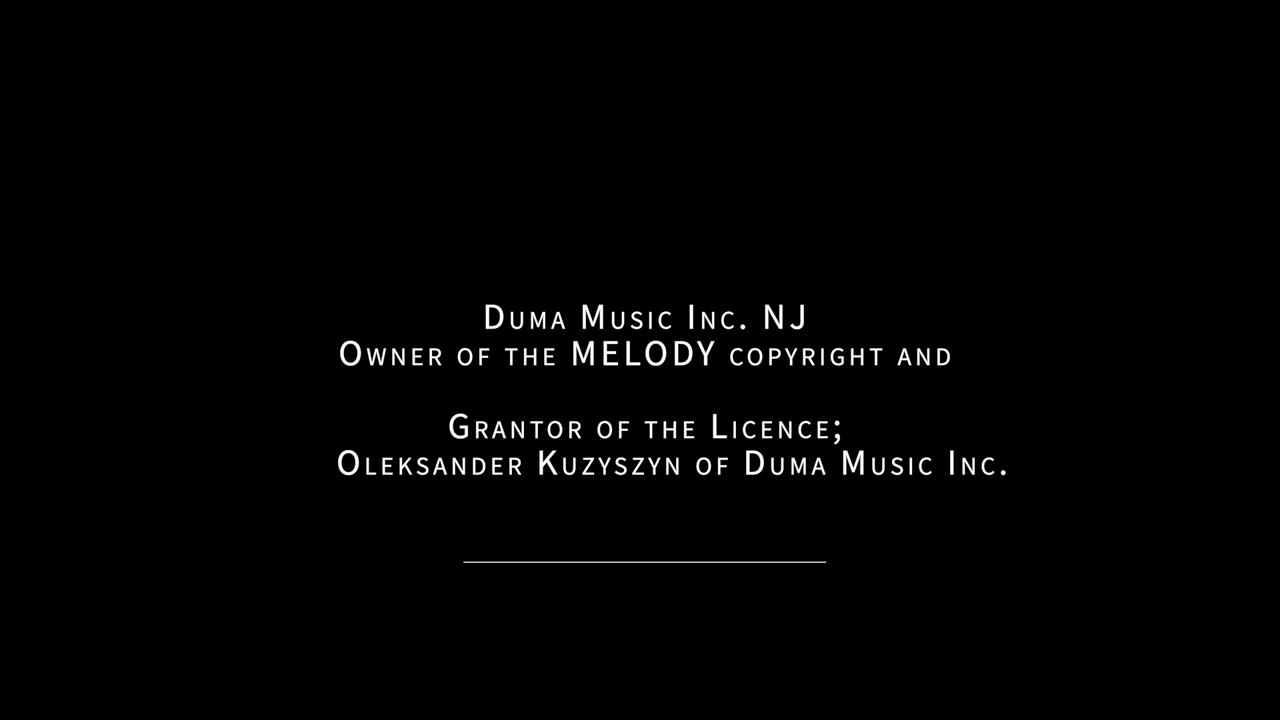 Duma Music Inc. NJ
Owner of the MELODY copyright and
Grantor of the Licence;
Oleksander Kuzyszyn of Duma Music Inc.